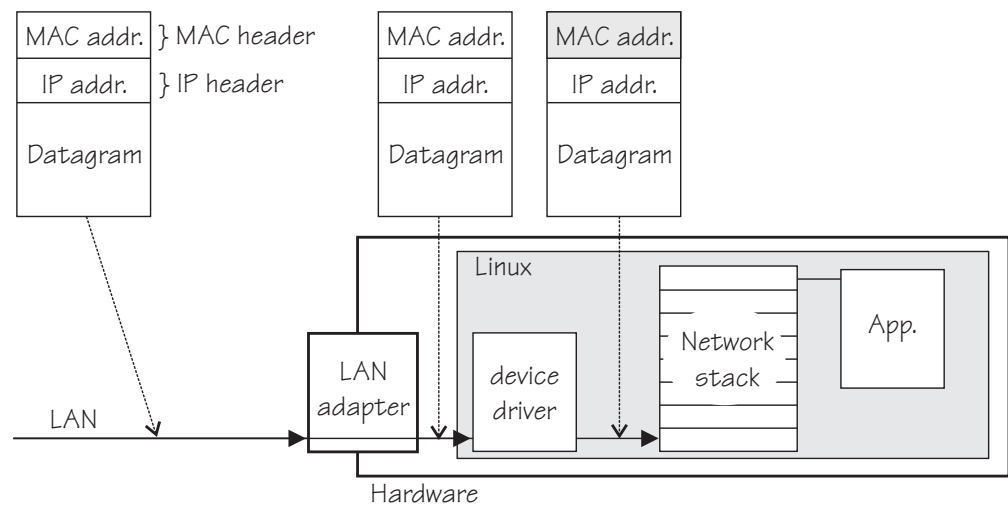 MAC addr. } MAC header
IP addr. } IP header
Datagram
MAC addr.
IP addr.
Datagram
MAC addr.
IP addr.
Datagram
Linux
LAN
LAN
adapter
device
driver
Network
stack
App.
Hardware